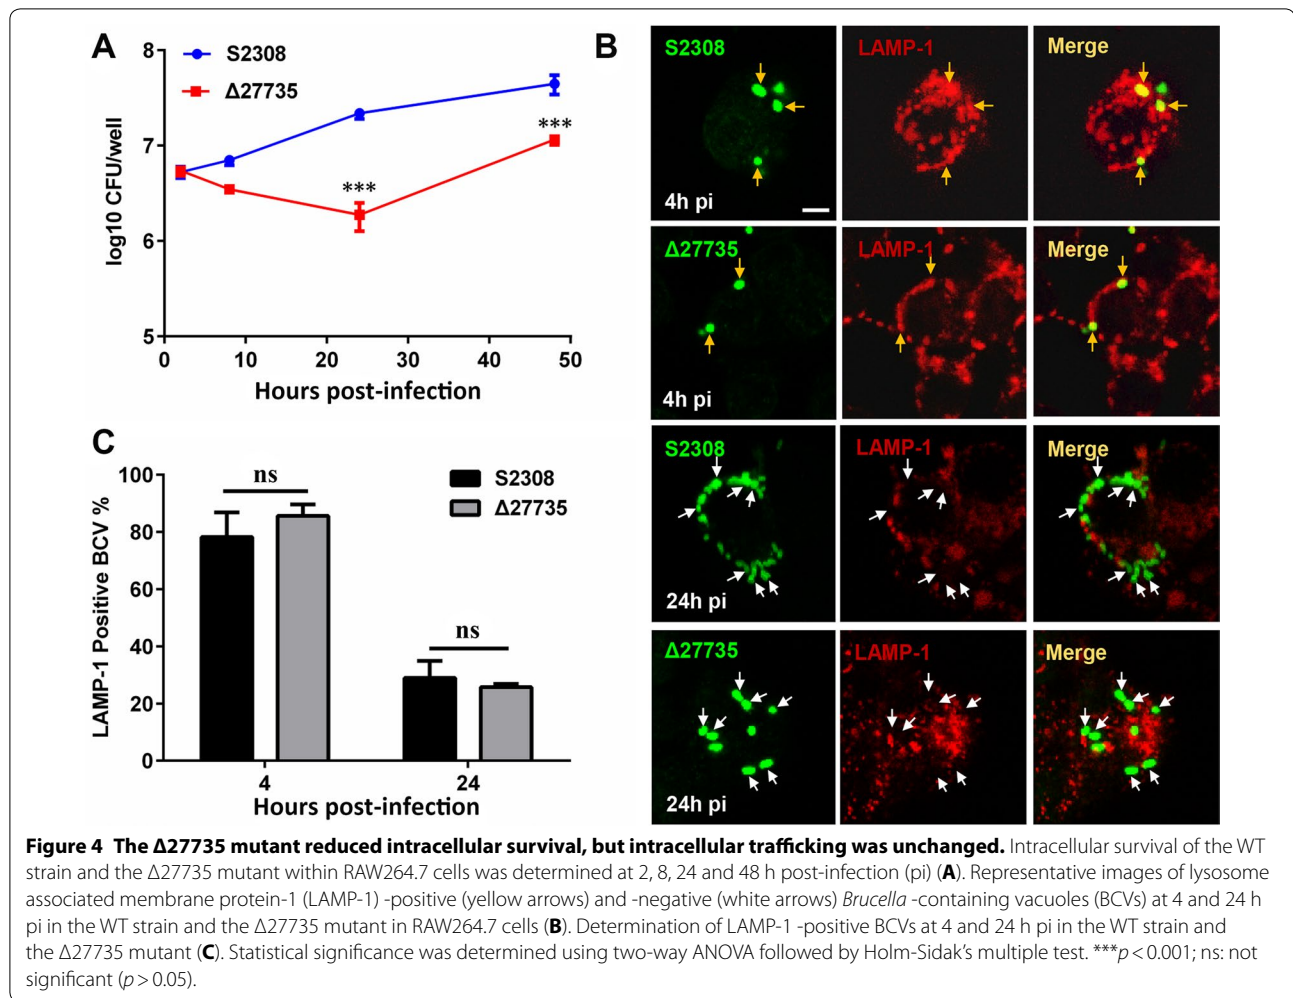 A
S2308
Δ27735
8
7
6
5
log10 CFU/well
***
***
0
10
20
30
40
50
Hours post-infection
B
S2308
LAMP-1
Merge
4h pi
Δ27735
LAMP-1
Merge
4h pi
S2308
LAMP-1
Merge
24h pi
Δ27735
LAMP-1
Merge
24h pi
C
100
80
60
40
20
0
LAMP-1 Positive BCV %
ns
ns
S2308
Δ27735
4
24
Hours post-infection
Figure 4 The Δ27735 mutant reduced intracellular survival, but intracellular trafficking was unchanged. Intracellular survival of the WT
strain and the Δ27735 mutant within RAW264.7 cells was determined at 2, 8, 24 and 48 h post-infection (pi) (A). Representative images of lysosome
associated membrane protein-1 (LAMP-1) -positive (yellow arrows) and -negative (white arrows) Brucella -containing vacuoles (BCVs) at 4 and 24 h
pi in the WT strain and the Δ27735 mutant in RAW264.7 cells (B). Determination of LAMP-1 -positive BCVs at 4 and 24 h pi in the WT strain and
the Δ27735 mutant (C). Statistical significance was determined using two-way ANOVA followed by Holm-Sidak's multiple test. ***p < 0.001; ns: not
significant (p > 0.05).